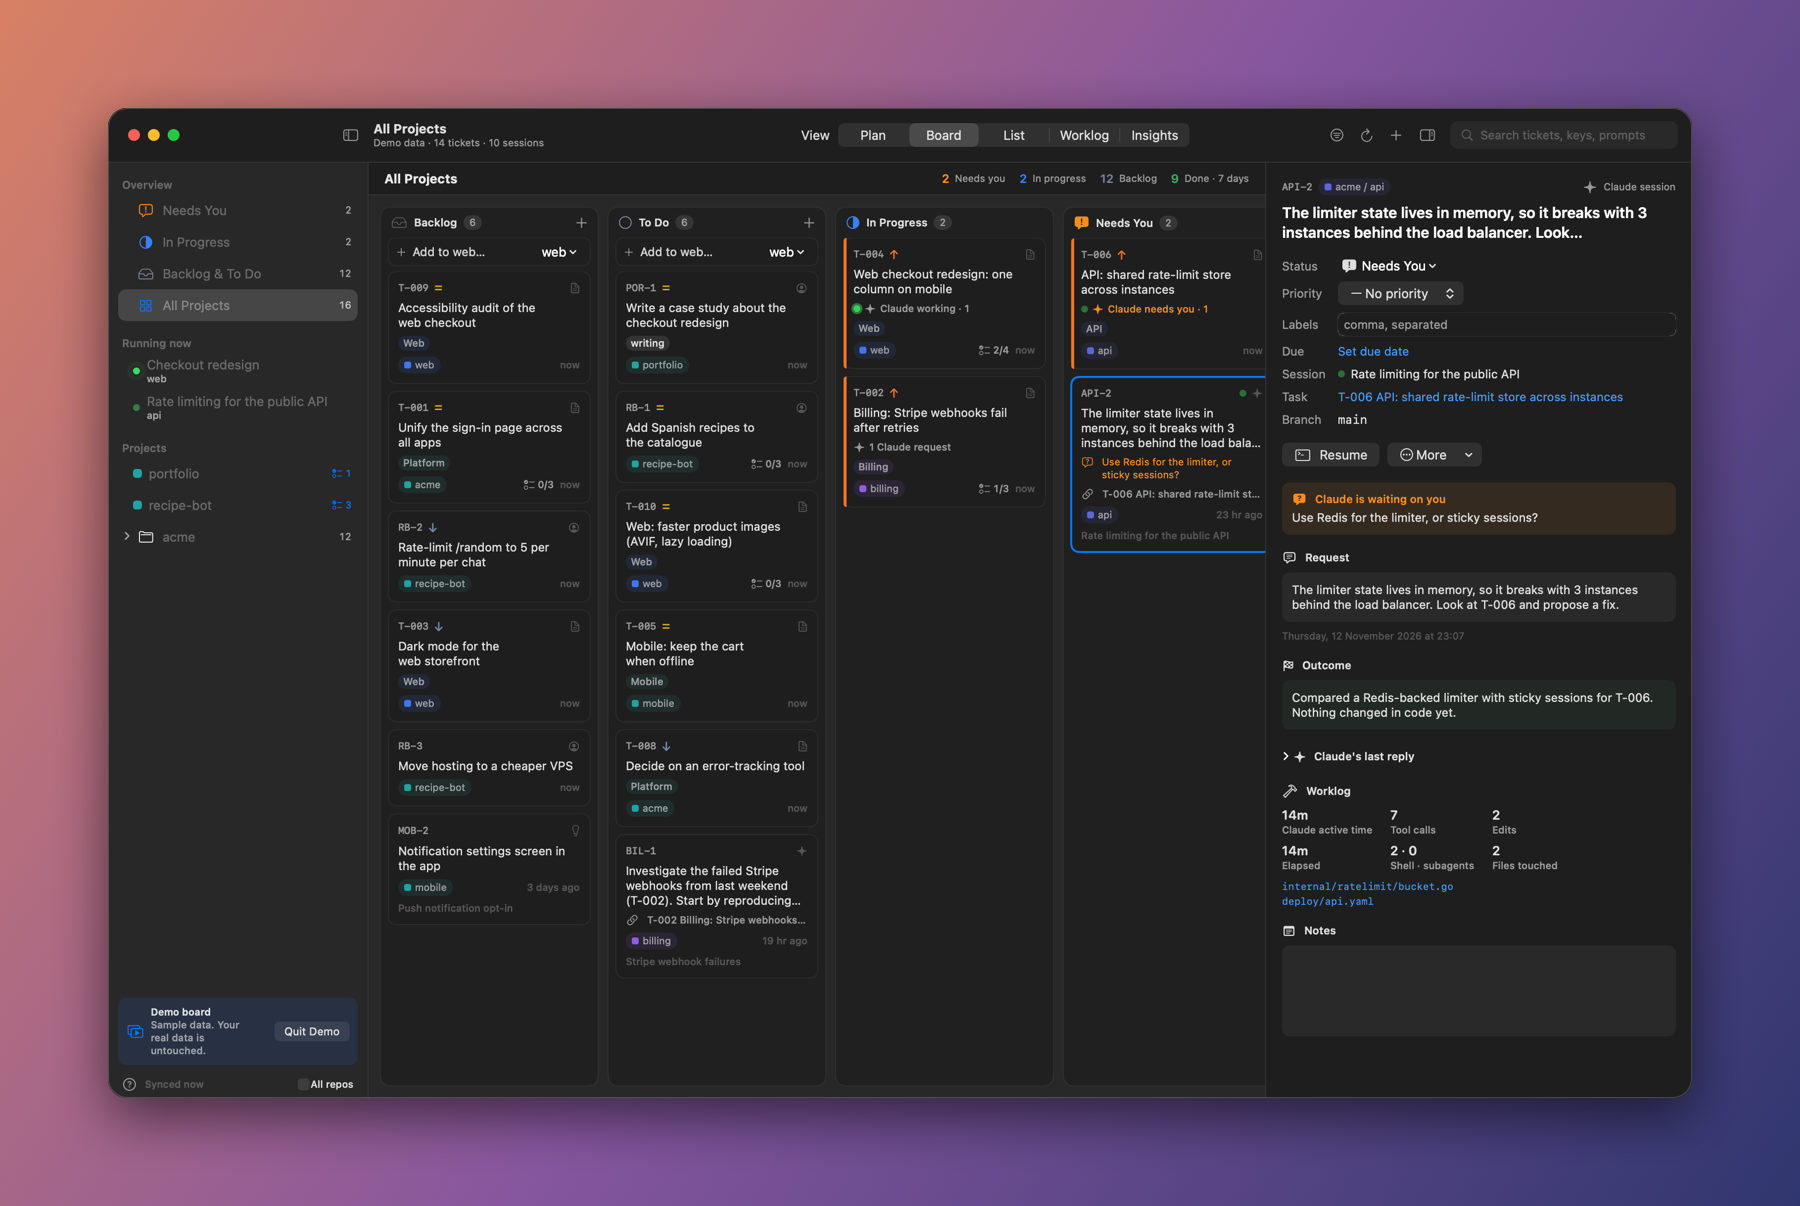 All Projects
Demo data · 14 tickets · 10 sessions
View
Plan
Board
List
Worklog
Insights
Search tickets, keys, prompts
Overview
Needs You 2
In Progress 2
Backlog & To Do 12
All Projects 16
Running now
Checkout redesign
web
Rate limiting for the public API
api
Projects
portfolio 1
recipe-bot 3
acme 12
Demo board
Sample data. Your
real data is
untouched.
Quit Demo
Synced now
All repos
All Projects
2 Needs you
2 In progress
12 Backlog
9 Done · 7 days
Backlog 6
Add to web...
web
T-009
Accessibility audit of the
web checkout
Web
web now
T-001
Unify the sign-in page across
all apps
Platform
acme 0/3 now
RB-2
Rate-limit /random to 5 per
minute per chat
recipe-bot now
T-003
Dark mode for the
web storefront
Web
web now
RB-3
Move hosting to a cheaper VPS
recipe-bot now
MOB-2
Notification settings screen in
the app
mobile 3 days ago
Push notification opt-in
To Do 6
Add to web...
web
POR-1
Write a case study about the
checkout redesign
writing
portfolio now
RB-1
Add Spanish recipes to
the catalogue
recipe-bot 0/3 now
T-010
Web: faster product images
(AVIF, lazy loading)
Web
web 0/3 now
T-005
Mobile: keep the cart
when offline
Mobile
mobile now
T-008
Decide on an error-tracking tool
Platform
acme now
BIL-1
Investigate the failed Stripe
webhooks from last weekend
(T-002). Start by reproducing...
T-002 Billing: Stripe webhooks...
billing 19 hr ago
Stripe webhook failures
In Progress 2
T-004
Web checkout redesign: one
column on mobile
Claude working · 1
Web
web 2/4 now
T-002
Billing: Stripe webhooks fail
after retries
1 Claude request
Billing
billing 1/3 now
Needs You 2
T-006
API: shared rate-limit store
across instances
Claude needs you · 1
API
api now
API-2
The limiter state lives in
memory, so it breaks with 3
instances behind the load bala...
Use Redis for the limiter, or
sticky sessions?
T-006 API: shared rate-limit st...
api 23 hr ago
Rate limiting for the public API
API-2 acme / api
Claude session
The limiter state lives in memory, so it breaks with 3
instances behind the load balancer. Look...
Status Needs You
Priority — No priority
Labels comma, separated
Due Set due date
Session Rate limiting for the public API
Task T-006 API: shared rate-limit store across instances
Branch main
Resume
More
Claude is waiting on you
Use Redis for the limiter, or sticky sessions?
Request
The limiter state lives in memory, so it breaks with 3 instances
behind the load balancer. Look at T-006 and propose a fix.
Thursday, 12 November 2026 at 23:07
Outcome
Compared a Redis-backed limiter with sticky sessions for T-006.
Nothing changed in code yet.
Claude's last reply
Worklog
14m 7 2
Claude active time Tool calls Edits
14m 2 · 0 2
Elapsed Shell · subagents Files touched
internal/ratelimit/bucket.go
deploy/api.yaml
Notes